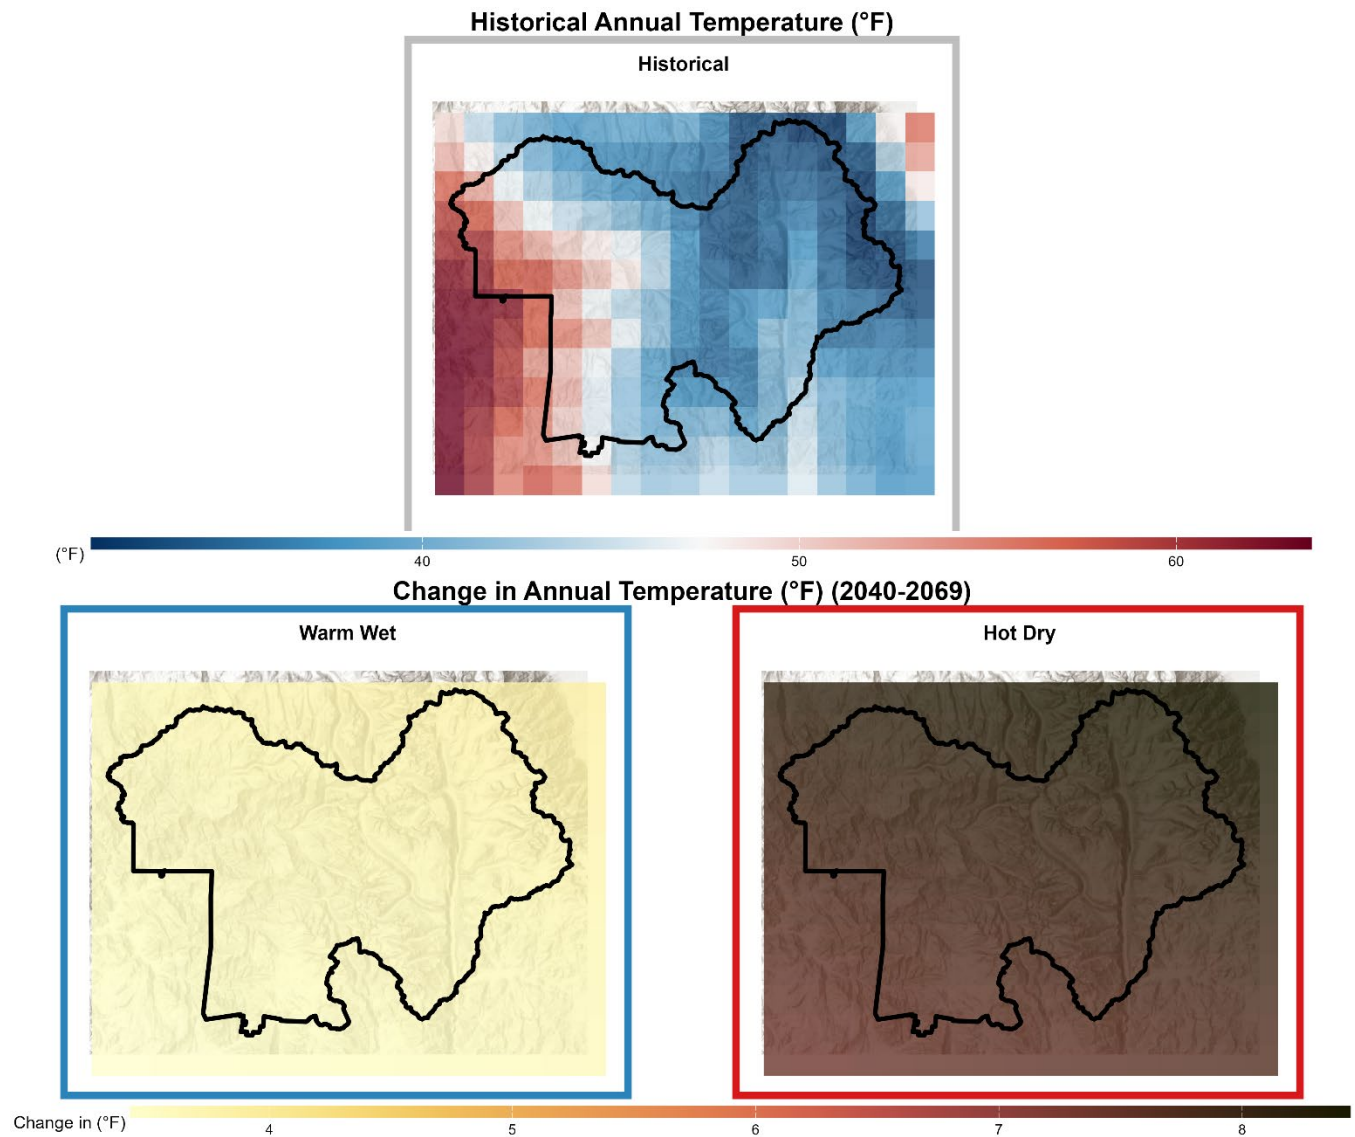 Historical Annual Temperature (°F)
Historical
(°F)
40 50 60
Change in Annual Temperature (°F) (2040-2069)
Warm Wet
Hot Dry
Change in (°F)
4 5 6 7 8